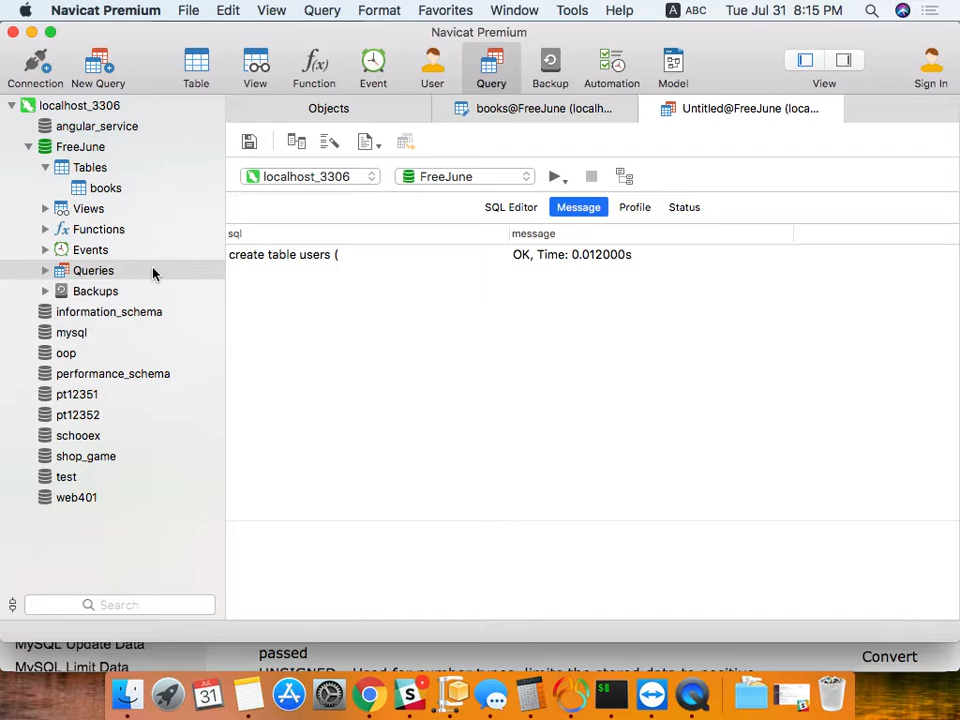 Navicat Premium File Edit View Query Format Favorites Window Tools Help A ABC Tue Jul 31 8:15 PM
Navicat Premium
Connection New Query Table View Function User Event Query Backup Automation Model View Sign In
localhost_3306
angular_service
FreeJune
Tables
books
Views
Functions
Events
Queries
Backups
information_schema
mysql
oop
performance_schema
pt12351
pt12352
schooex
shop_game
test
web401
Search
Objects books@FreeJune (localh... Untitled@FreeJune (loca...
localhost_3306 FreeJune
SQL Editor Message Profile Status
sql message
create table users ( OK, Time: 0.012000s
MySQL Update Data
MySQL Limit Data
passed
Convert
JUL
31